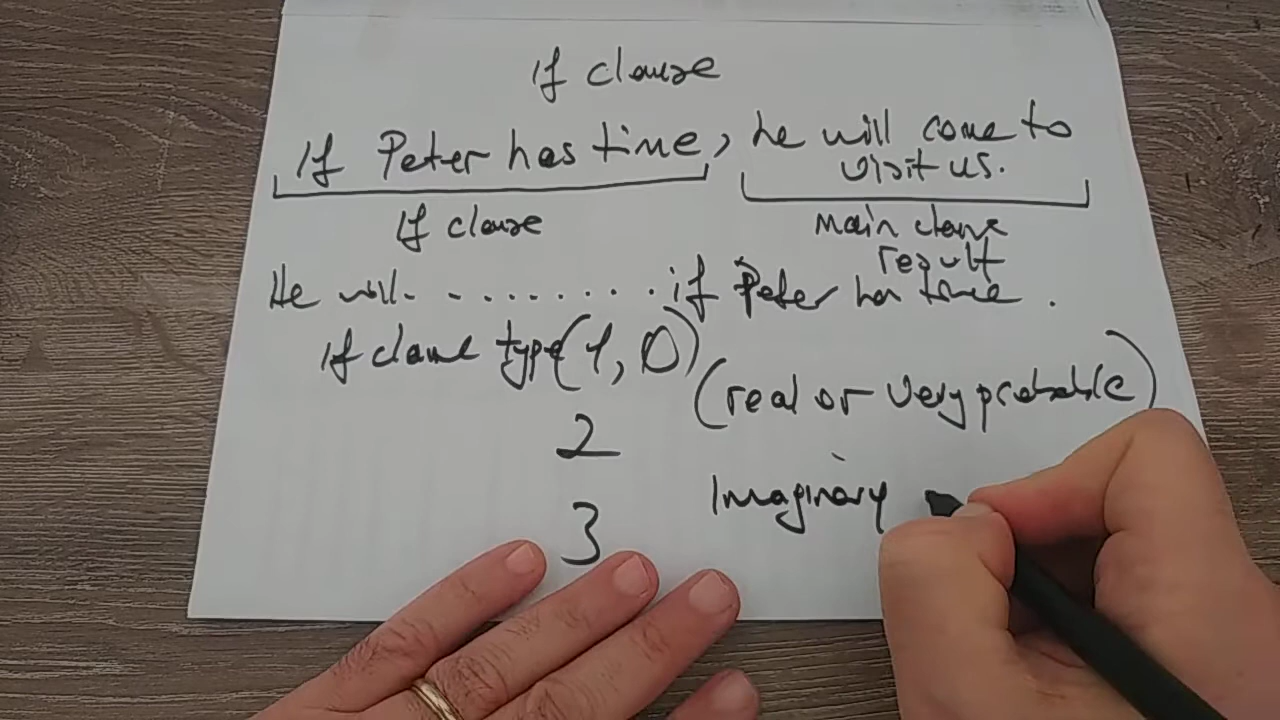 If clause
If Peter has time, he will come to
visit us.
If clause
main clause
result
He will. . . . . . . . . if Peter has time.
If clause type (1, 0)
(real or very probable)
2
Imaginary
3